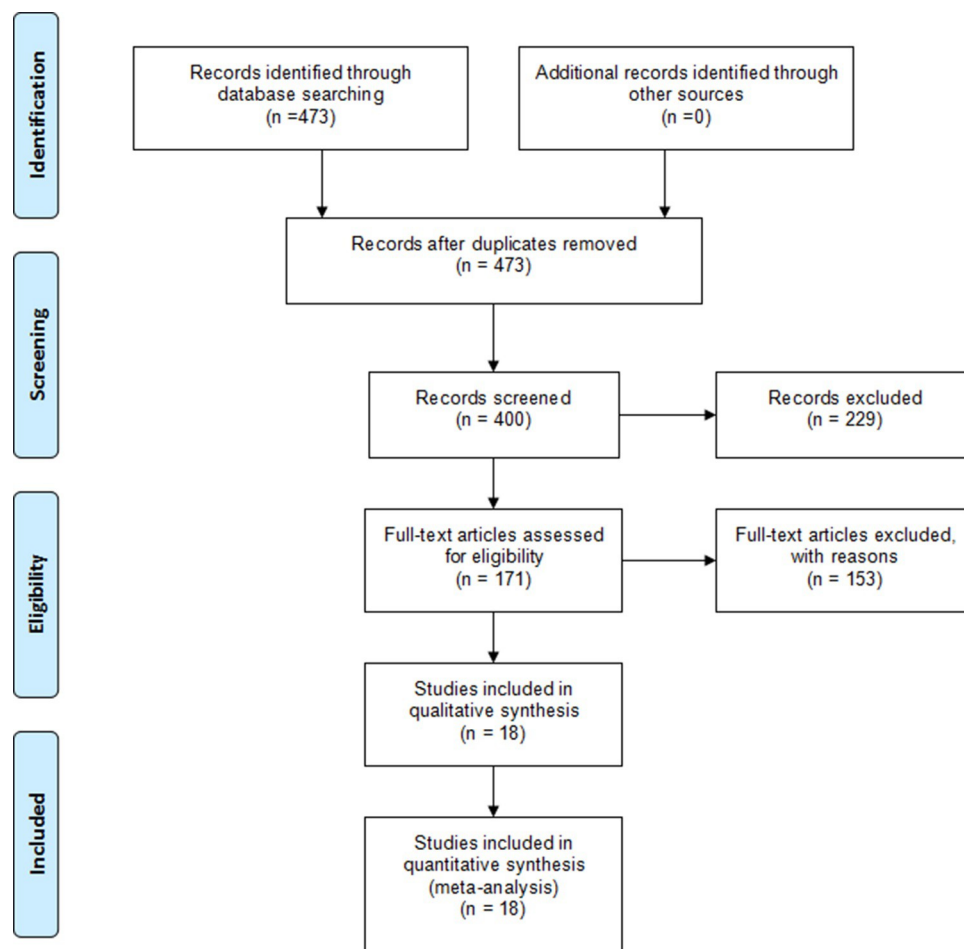 Identification
Records identified through
database searching
(n =473)
Additional records identified through
other sources
(n =0)
Records after duplicates removed
(n = 473)
Screening
Records screened
(n = 400)
Records excluded
(n = 229)
Eligibility
Full-text articles assessed
for eligibility
(n = 171)
Full-text articles excluded,
with reasons
(n = 153)
Studies included in
qualitative synthesis
(n = 18)
Included
Studies included in
quantitative synthesis
(meta-analysis)
(n = 18)